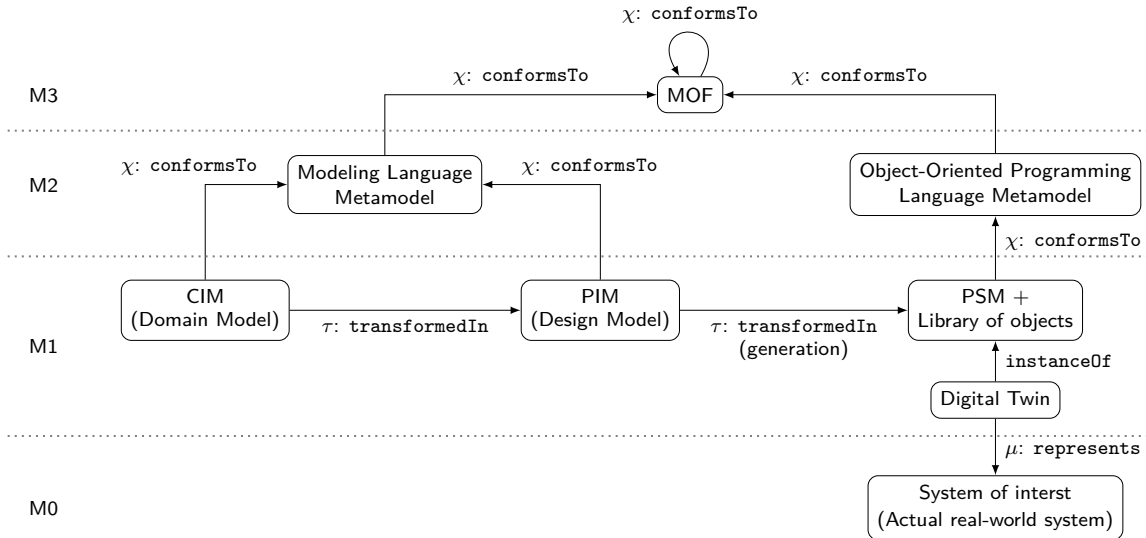 χ: conformsTo
χ: conformsTo
χ: conformsTo
M3
MOF
χ: conformsTo
χ: conformsTo
M2
Modeling Language
Metamodel
Object-Oriented Programming
Language Metamodel
χ: conformsTo
CIM
(Domain Model)
PIM
(Design Model)
PSM +
Library of objects
τ: transformedIn
τ: transformedIn
(generation)
M1
instanceOf
Digital Twin
μ: represents
M0
System of interst
(Actual real-world system)